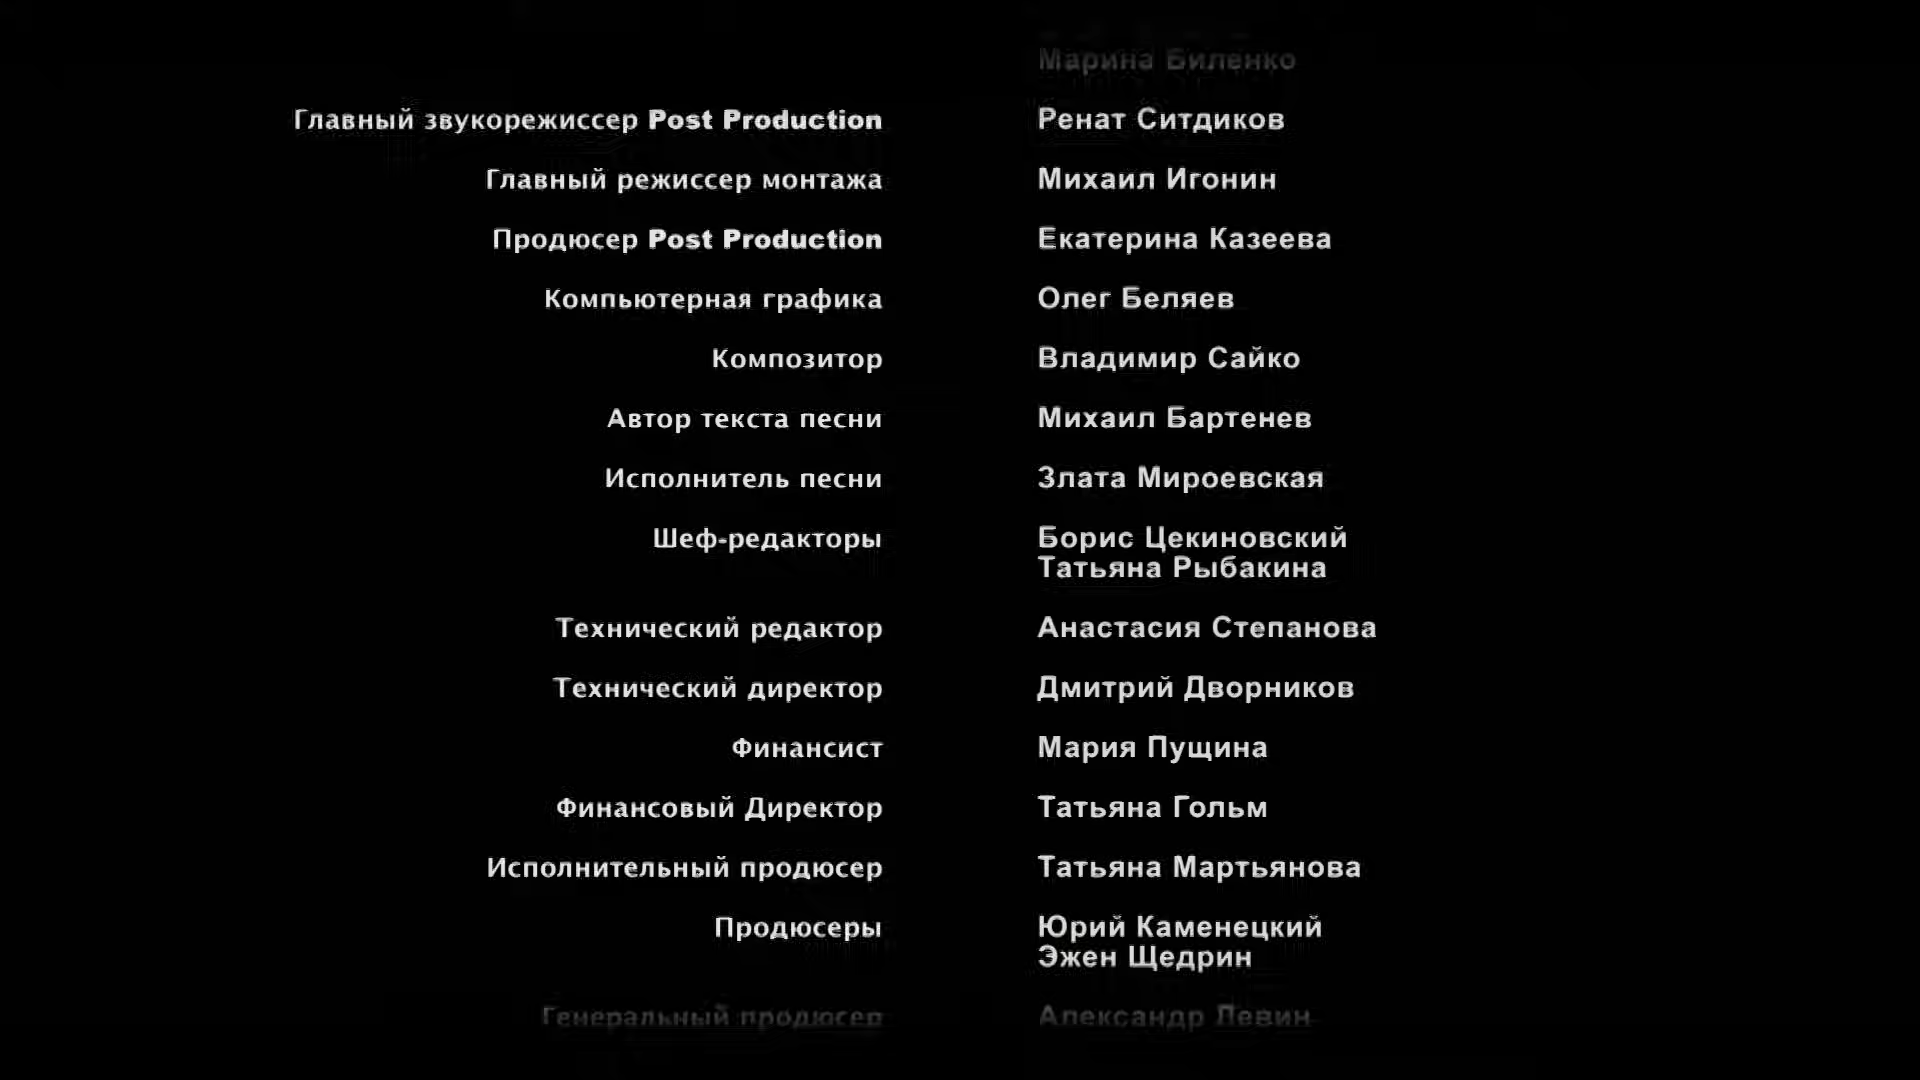 Марина Биленко
Главный звукорежиссер Post Production Ренат Ситдиков
Главный режиссер монтажа Михаил Игонин
Продюсер Post Production Екатерина Казеева
Компьютерная графика Олег Беляев
Композитор Владимир Сайко
Автор текста песни Михаил Бартенев
Исполнитель песни Злата Мироевская
Шеф-редакторы Борис Цекиновский
Татьяна Рыбакина
Технический редактор Анастасия Степанова
Технический директор Дмитрий Дворников
Финансист Мария Пущина
Финансовый Директор Татьяна Гольм
Исполнительный продюсер Татьяна Мартьянова
Продюсеры Юрий Каменецкий
Эжен Щедрин
Генеральный продюсер Александр Левин